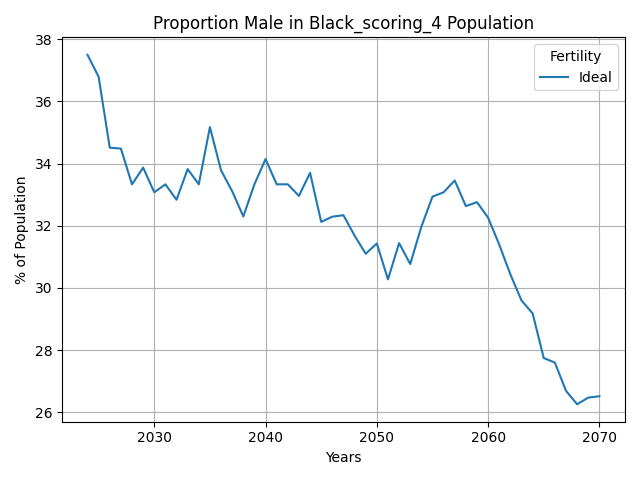 Proportion Male in Black_scoring_4 Population
38
36
34
32
30
28
26
% of Population
Fertility
Ideal
2030 2040 2050 2060 2070
Years